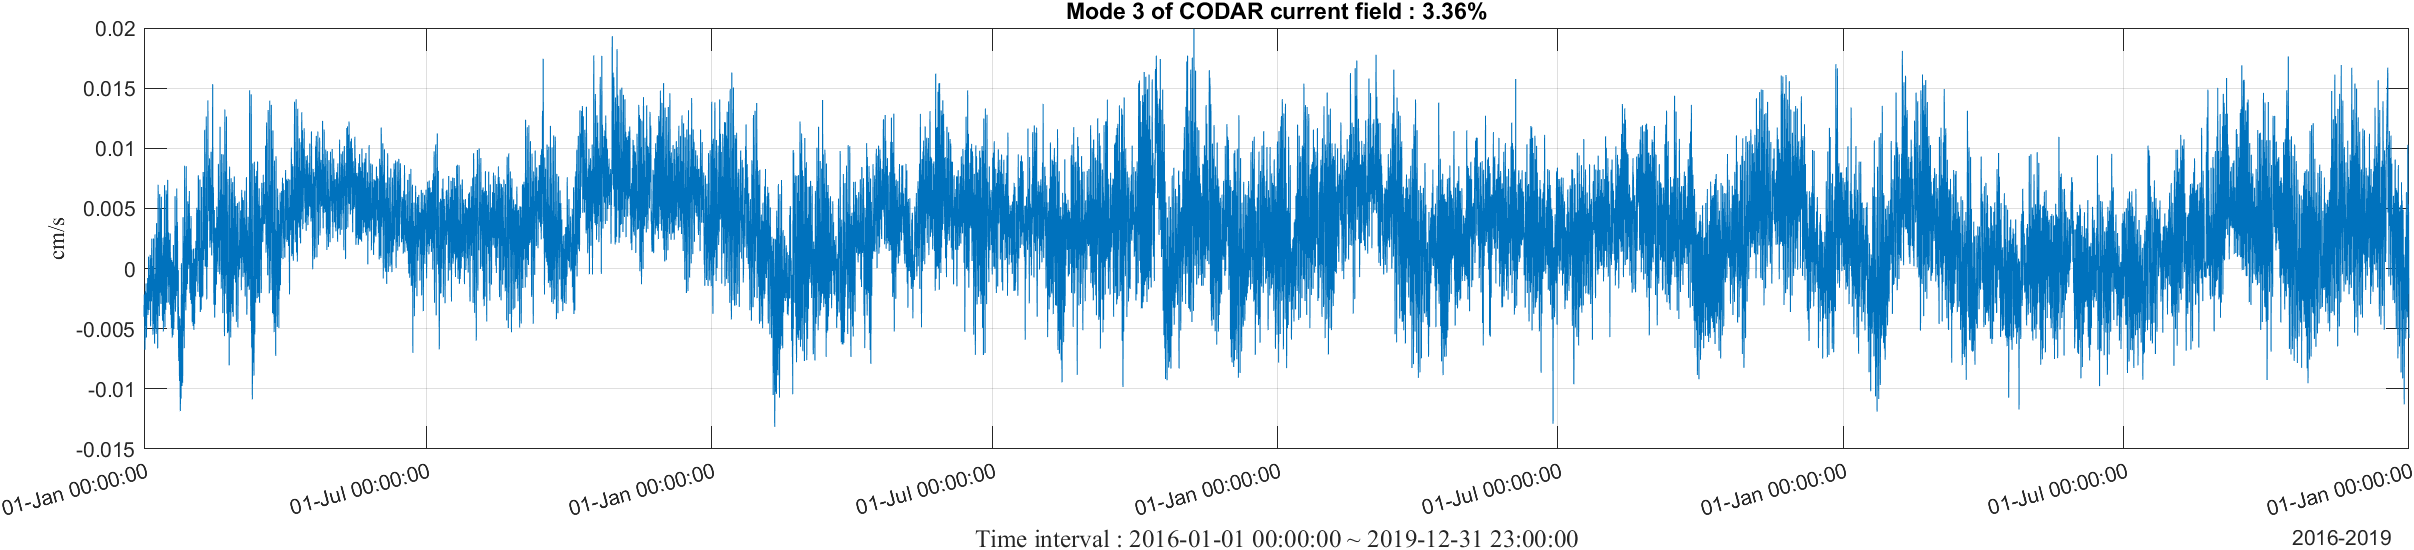 Mode 3 of CODAR current field : 3.36%
0.02
0.015
0.01
0.005
0
-0.005
-0.01
-0.015
cm/s
01-Jan 00:00:00
01-Jul 00:00:00
01-Jan 00:00:00
01-Jul 00:00:00
01-Jan 00:00:00
01-Jul 00:00:00
01-Jan 00:00:00
01-Jul 00:00:00
01-Jan 00:00:00
Time interval : 2016-01-01 00:00:00 ~ 2019-12-31 23:00:00
2016-2019